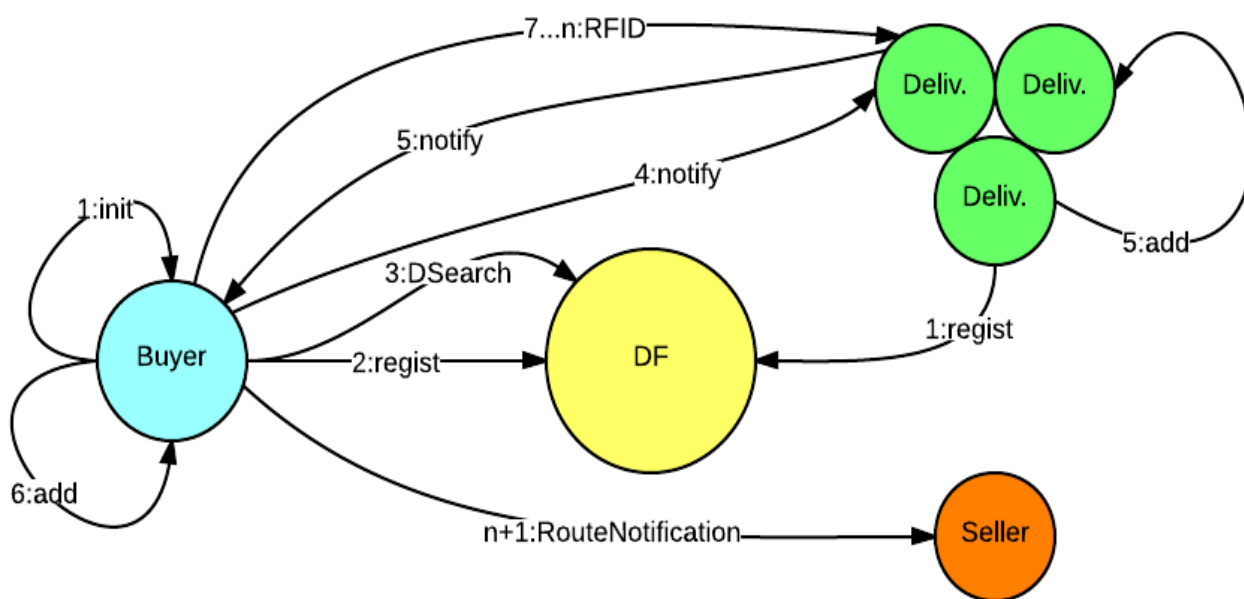 7...n:RFID
Deliv.
Deliv.
5:notify
4:notify
Deliv.
1:init
5:add
3:DSearch
1:regist
Buyer
2:regist
DF
6:add
n+1:RouteNotification
Seller